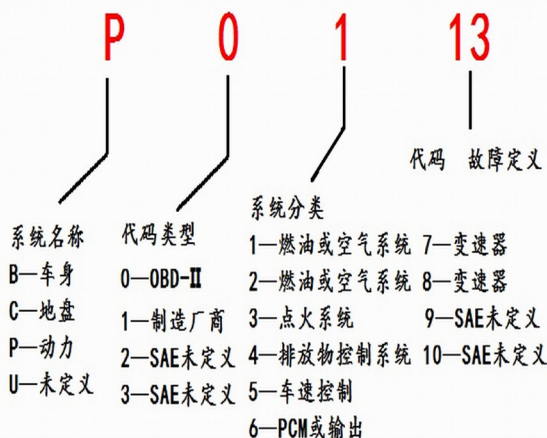 P 0 1 13
代码 故障定义
系统名称
B—车身
C—地盘
P—动力
U—未定义
代码类型
0—OBD-Ⅱ
1—制造厂商
2—SAE未定义
3—SAE未定义
系统分类
1—燃油或空气系统 7—变速器
2—燃油或空气系统 8—变速器
3—点火系统 9—SAE未定义
4—排放物控制系统 10—SAE未定义
5—车速控制
6—PCM或输出